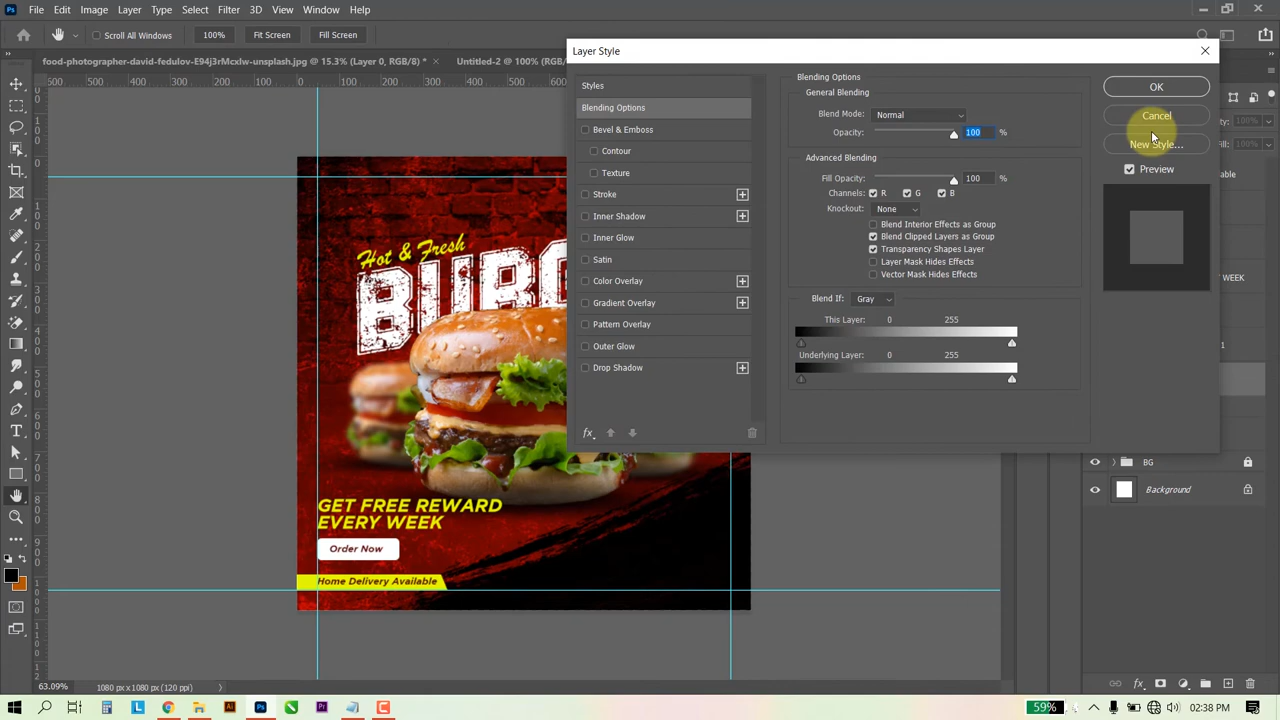 Ps File Edit Image Layer Type Select Filter 3D View Window Help
Scroll All Windows 100% Fit Screen Fill Screen
food-photographer-david-fedulov-E94j3rMcxlw-unsplash.jpg @ 15.3% (Layer 0, RGB/8) *
Untitled-2 @ 100%
Layer Style
Styles
Blending Options
Bevel & Emboss
Contour
Texture
Stroke
Inner Shadow
Inner Glow
Satin
Color Overlay
Gradient Overlay
Pattern Overlay
Outer Glow
Drop Shadow
fx
Blending Options
General Blending
Blend Mode: Normal
Opacity: 100 %
Advanced Blending
Fill Opacity: 100 %
Channels: R G B
Knockout: None
Blend Interior Effects as Group
Blend Clipped Layers as Group
Transparency Shapes Layer
Layer Mask Hides Effects
Vector Mask Hides Effects
Blend If: Gray
This Layer: 0 255
Underlying Layer: 0 255
OK
Cancel
New Style...
Preview
Hot & Fresh
BURG
GET FREE REWARD
EVERY WEEK
Order Now
Home Delivery Available
100%
100%
WEEK
BG
Background
63.09% 1080 px x 1080 px (120 ppi)
59% 02:38 PM